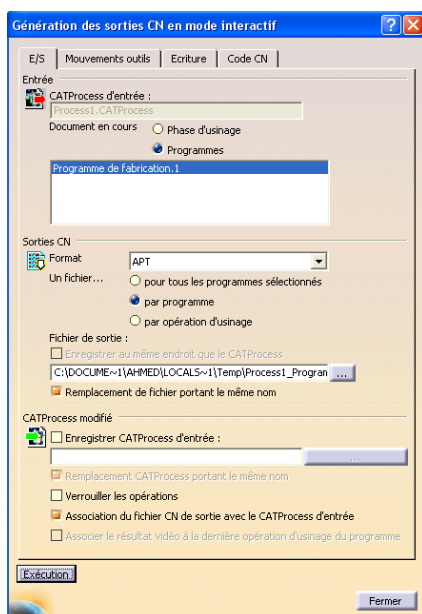 Génération des sorties CN en mode interactif
E/S Mouvements outils Ecriture Code CN
Entrée
CATProcess d'entrée :
Process1.CATProcess
Document en cours Phase d'usinage
Programmes
Programme de fabrication.1
Sorties CN
Format APT
Un fichier... pour tous les programmes sélectionnés
par programme
par opération d'usinage
Fichier de sortie :
Enregistrer au même endroit que le CATProcess
C:\DOCUME~1\AHMED\LOCALS~1\Temp\Process1_Program ...
Remplacement de fichier portant le même nom
CATProcess modifié
Enregistrer CATProcess d'entrée :
...
Remplacement CATProcess portant le même nom
Verrouiller les opérations
Association du fichier CN de sortie avec le CATProcess d'entrée
Associer le résultat vidéo à la dernière opération d'usinage du programme
Exécution
Fermer